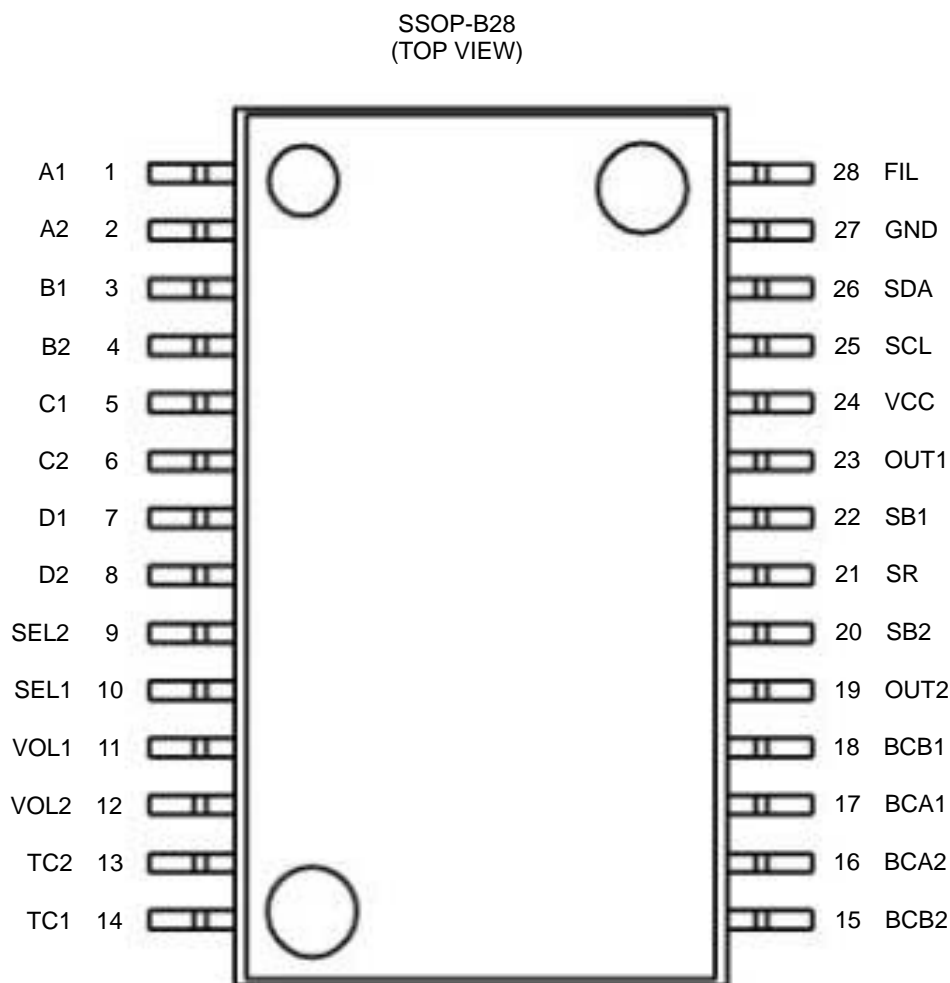 SSOP-B28
(TOP VIEW)
A1 1 28 FIL
A2 2 27 GND
B1 3 26 SDA
B2 4 25 SCL
C1 5 24 VCC
C2 6 23 OUT1
D1 7 22 SB1
D2 8 21 SR
SEL2 9 20 SB2
SEL1 10 19 OUT2
VOL1 11 18 BCB1
VOL2 12 17 BCA1
TC2 13 16 BCA2
TC1 14 15 BCB2